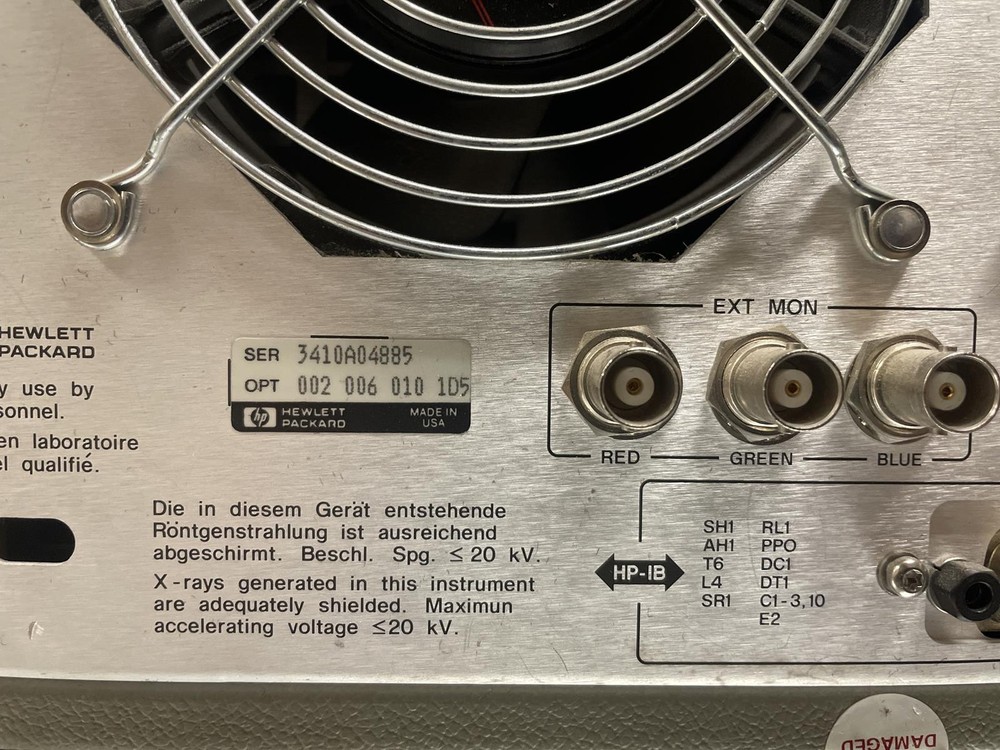 HEWLETT
PACKARD
y use by
sonnel.
en laboratoire
el qualifié.
SER 3410A04885
OPT 002 006 010 1D5
hp HEWLETT
PACKARD
MADE IN
USA
EXT MON
RED GREEN BLUE
Die in diesem Gerät entstehende
Röntgenstrahlung ist ausreichend
abgeschirmt. Beschl. Spg. ≤ 20 kV.
X-rays generated in this instrument
are adequately shielded. Maximun
accelerating voltage ≤20 kV.
HP-IB
SH1 RL1
AH1 PPO
T6 DC1
L4 DT1
SR1 C1-3,10
E2
DAMAGED